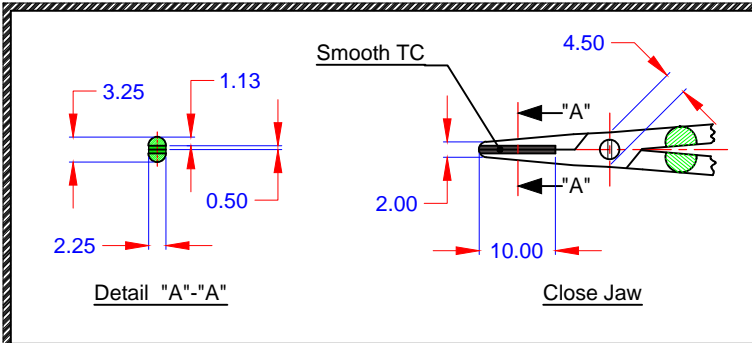 4.50
Smooth TC
3.25
1.13
"A"
"A"
2.00
0.50
2.25
10.00
Detail "A"-"A"
Close Jaw